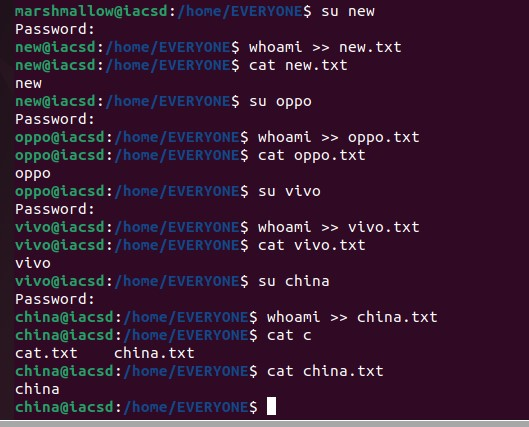 marshmallow@iacsd:/home/EVERYONE$ su new
Password:
new@iacsd:/home/EVERYONE$ whoami >> new.txt
new@iacsd:/home/EVERYONE$ cat new.txt
new
new@iacsd:/home/EVERYONE$ su oppo
Password:
oppo@iacsd:/home/EVERYONE$ whoami >> oppo.txt
oppo@iacsd:/home/EVERYONE$ cat oppo.txt
oppo
oppo@iacsd:/home/EVERYONE$ su vivo
Password:
vivo@iacsd:/home/EVERYONE$ whoami >> vivo.txt
vivo@iacsd:/home/EVERYONE$ cat vivo.txt
vivo
vivo@iacsd:/home/EVERYONE$ su china
Password:
china@iacsd:/home/EVERYONE$ whoami >> china.txt
china@iacsd:/home/EVERYONE$ cat c
cat.txt    china.txt
china@iacsd:/home/EVERYONE$ cat china.txt
china
china@iacsd:/home/EVERYONE$